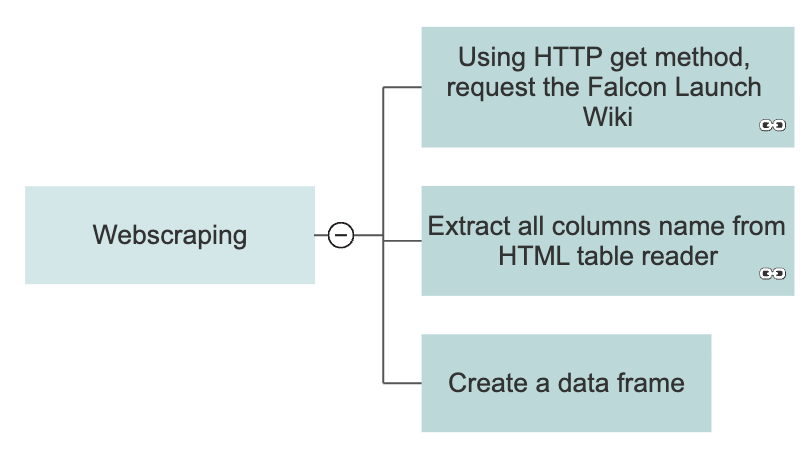 Using HTTP get method,
request the Falcon Launch
Wiki
Webscraping
Extract all columns name from
HTML table reader
Create a data frame